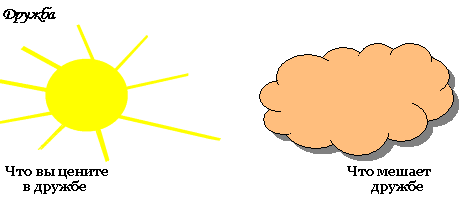 Дружба
Что вы цените
в дружбе
Что мешает
дружбе